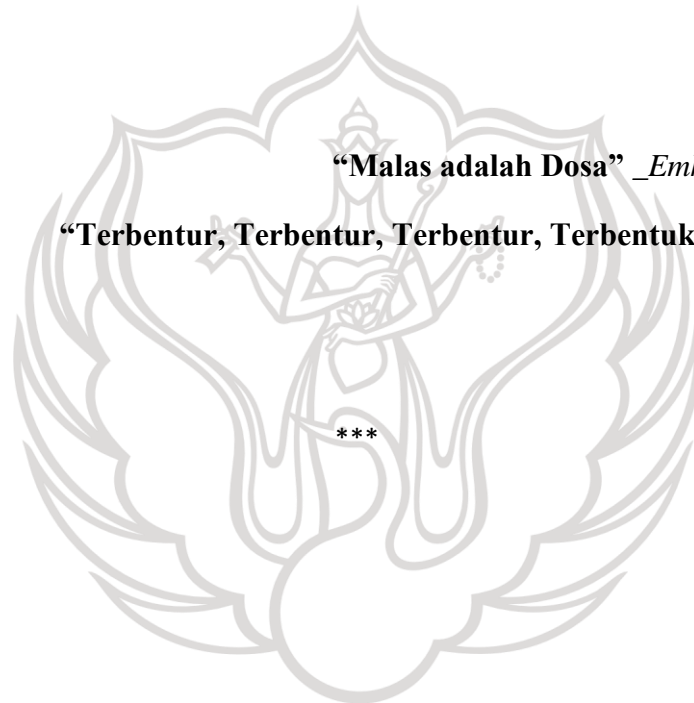 “Malas adalah Dosa”
“Terbentur, Terbentur, Terbentur, Terbentuk
***